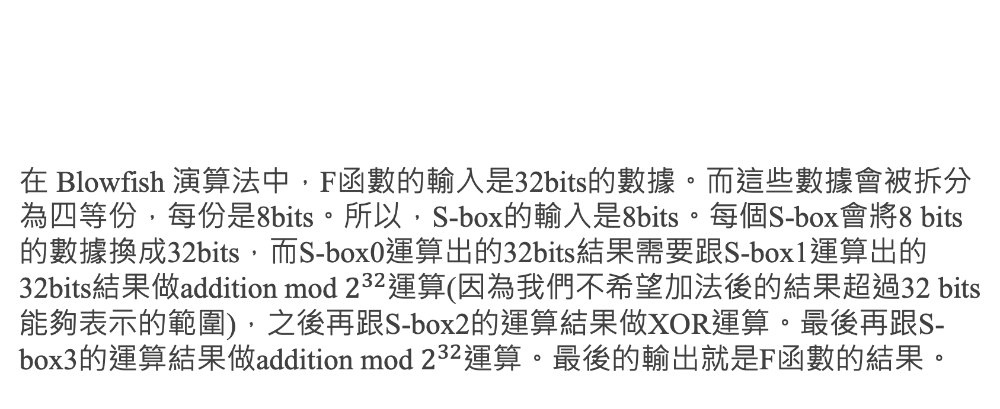 在 Blowfish 演算法中，F函數的輸入是32bits的數據。而這些數據會被拆分
為四等份，每份是8bits。所以，S-box的輸入是8bits。每個S-box會將8 bits
的數據換成32bits，而S-box0運算出的32bits結果需要跟S-box1運算出的
32bits結果做addition mod 2³²運算(因為我們不希望加法後的結果超過32 bits
能夠表示的範圍)，之後再跟S-box2的運算結果做XOR運算。最後再跟S-
box3的運算結果做addition mod 2³²運算。最後的輸出就是F函數的結果。